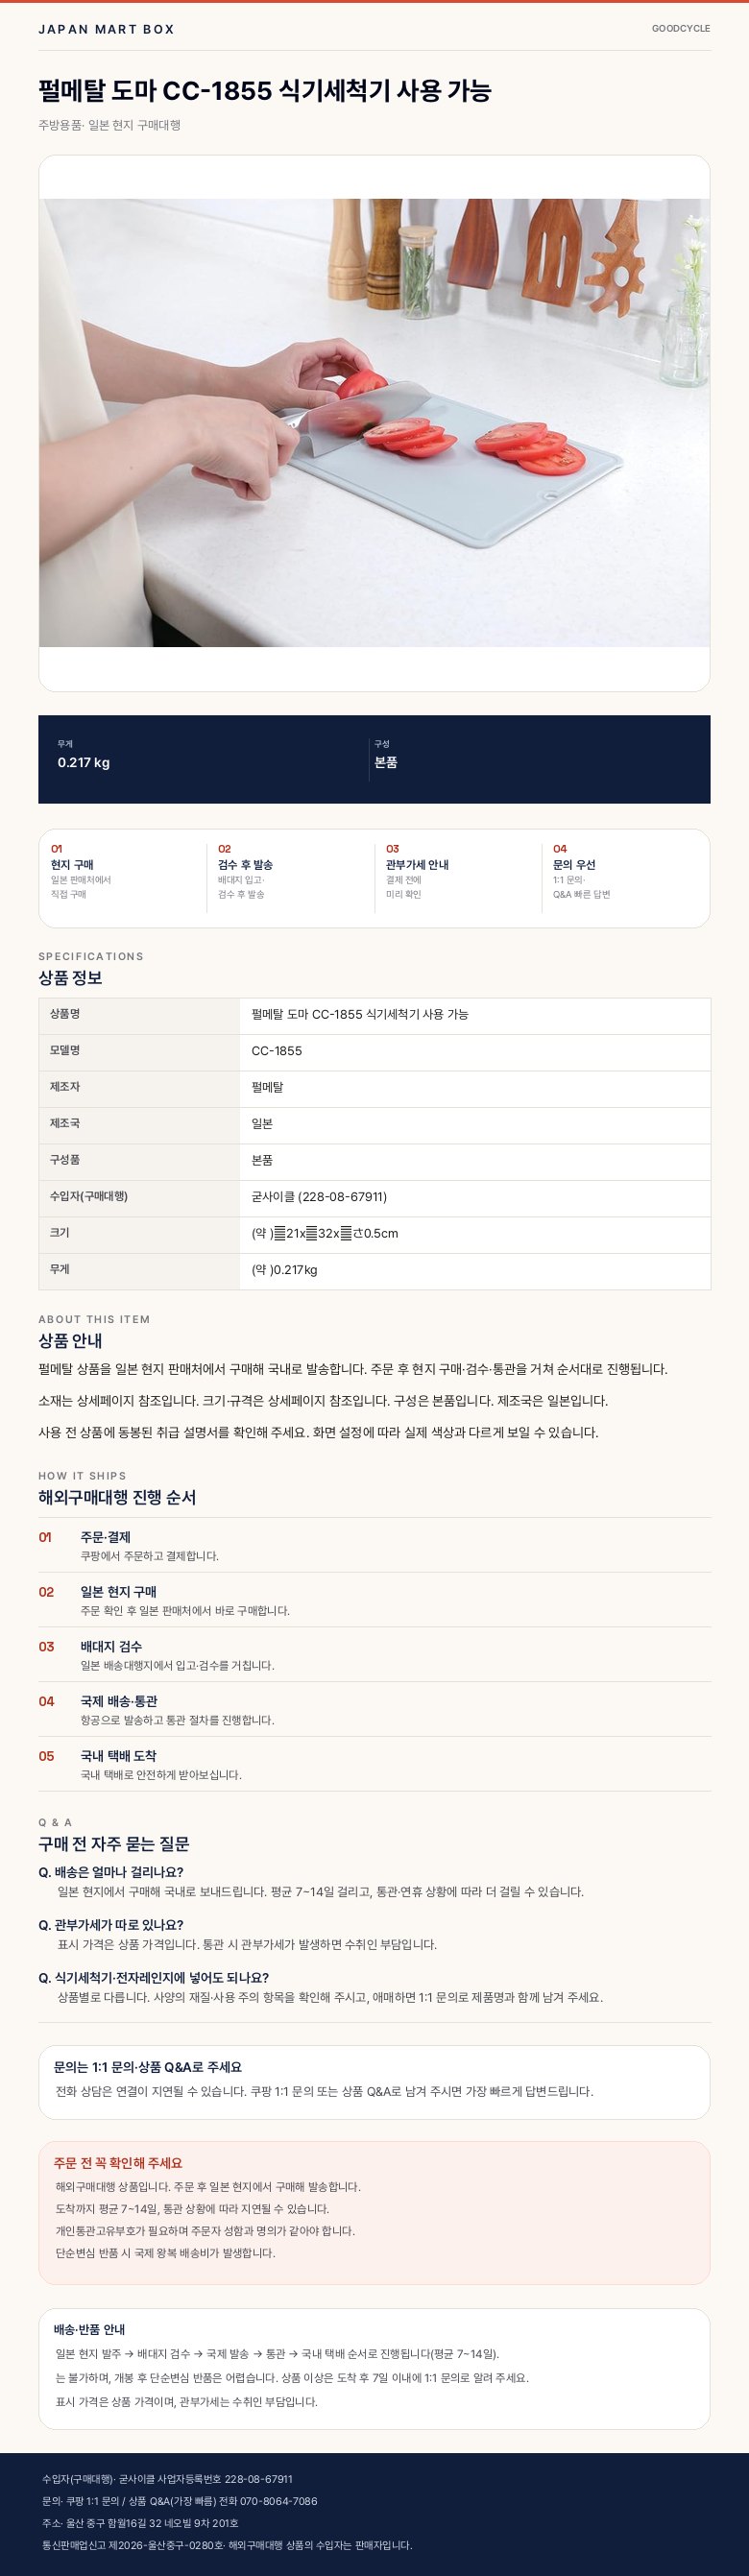 JAPAN MART BOX
GOODCYCLE
펄메탈 도마 CC-1855 식기세척기 사용 가능
주방용품· 일본 현지 구매대행
무게
0.217 kg
구성
본품
01
현지 구매
일본 판매처에서
직접 구매
02
검수 후 발송
배대지 입고·
검수 후 발송
03
관부가세 안내
결제 전에
미리 확인
04
문의 우선
1:1 문의·
Q&A 빠른 답변
SPECIFICATIONS
상품 정보
상품명 펄메탈 도마 CC-1855 식기세척기 사용 가능
모델명 CC-1855
제조자 펄메탈
제조국 일본
구성품 본품
수입자(구매대행) 굳사이클 (228-08-67911)
크기 (약 )21x32x さ0.5cm
무게 (약 )0.217kg
ABOUT THIS ITEM
상품 안내
펄메탈 상품을 일본 현지 판매처에서 구매해 국내로 발송합니다. 주문 후 현지 구매·검수·통관을 거쳐 순서대로 진행됩니다.
소재는 상세페이지 참조입니다. 크기·규격은 상세페이지 참조입니다. 구성은 본품입니다. 제조국은 일본입니다.
사용 전 상품에 동봉된 취급 설명서를 확인해 주세요. 화면 설정에 따라 실제 색상과 다르게 보일 수 있습니다.
HOW IT SHIPS
해외구매대행 진행 순서
01 주문·결제
쿠팡에서 주문하고 결제합니다.
02 일본 현지 구매
주문 확인 후 일본 판매처에서 바로 구매합니다.
03 배대지 검수
일본 배송대행지에서 입고·검수를 거칩니다.
04 국제 배송·통관
항공으로 발송하고 통관 절차를 진행합니다.
05 국내 택배 도착
국내 택배로 안전하게 받아보십니다.
Q & A
구매 전 자주 묻는 질문
Q. 배송은 얼마나 걸리나요?
일본 현지에서 구매해 국내로 보내드립니다. 평균 7~14일 걸리고, 통관·연휴 상황에 따라 더 걸릴 수 있습니다.
Q. 관부가세가 따로 있나요?
표시 가격은 상품 가격입니다. 통관 시 관부가세가 발생하면 수취인 부담입니다.
Q. 식기세척기·전자레인지에 넣어도 되나요?
상품별로 다릅니다. 사양의 재질·사용 주의 항목을 확인해 주시고, 애매하면 1:1 문의로 제품명과 함께 남겨 주세요.
문의는 1:1 문의·상품 Q&A로 주세요
전화 상담은 연결이 지연될 수 있습니다. 쿠팡 1:1 문의 또는 상품 Q&A로 남겨 주시면 가장 빠르게 답변드립니다.
주문 전 꼭 확인해 주세요
해외구매대행 상품입니다. 주문 후 일본 현지에서 구매해 발송합니다.
도착까지 평균 7~14일, 통관 상황에 따라 지연될 수 있습니다.
개인통관고유부호가 필요하며 주문자 성함과 명의가 같아야 합니다.
단순변심 반품 시 국제 왕복 배송비가 발생합니다.
배송·반품 안내
일본 현지 발주 → 배대지 검수 → 국제 발송 → 통관 → 국내 택배 순서로 진행됩니다(평균 7~14일).
는 불가하며, 개봉 후 단순변심 반품은 어렵습니다. 상품 이상은 도착 후 7일 이내에 1:1 문의로 알려 주세요.
표시 가격은 상품 가격이며, 관부가세는 수취인 부담입니다.
수입자(구매대행)· 굳사이클 사업자등록번호 228-08-67911
문의· 쿠팡 1:1 문의 / 상품 Q&A(가장 빠름) 전화 070-8064-7086
주소· 울산 중구 함월16길 32 네오빌 9차 201호
통신판매업신고 제2026-울산중구-0280호· 해외구매대행 상품의 수입자는 판매자입니다.